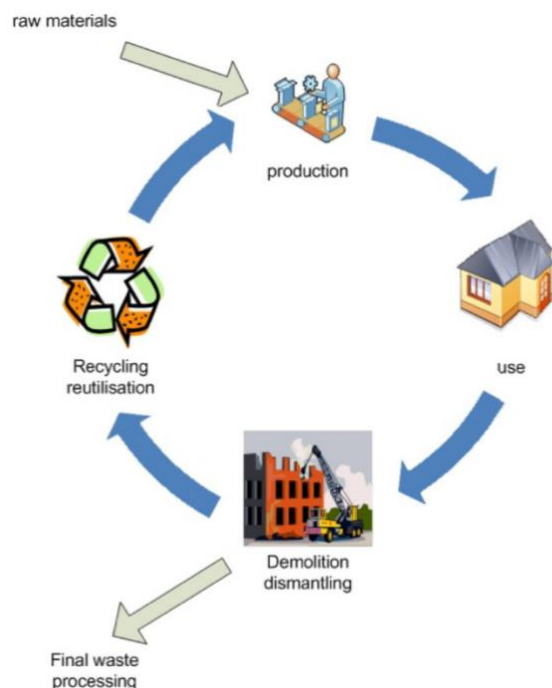 raw materials
production
use
Recycling
reutilisation
Demolition
dismantling
Final waste
processing